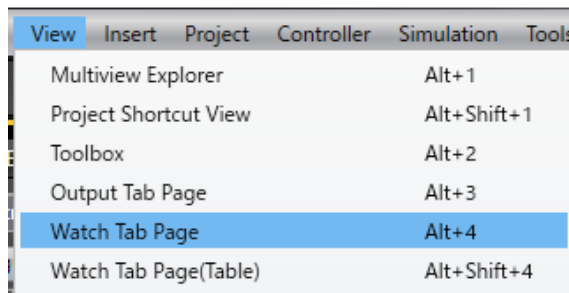 View Insert Project Controller Simulation Tools
Multiview Explorer Alt+1
Project Shortcut View Alt+Shift+1
Toolbox Alt+2
Output Tab Page Alt+3
Watch Tab Page Alt+4
Watch Tab Page(Table) Alt+Shift+4